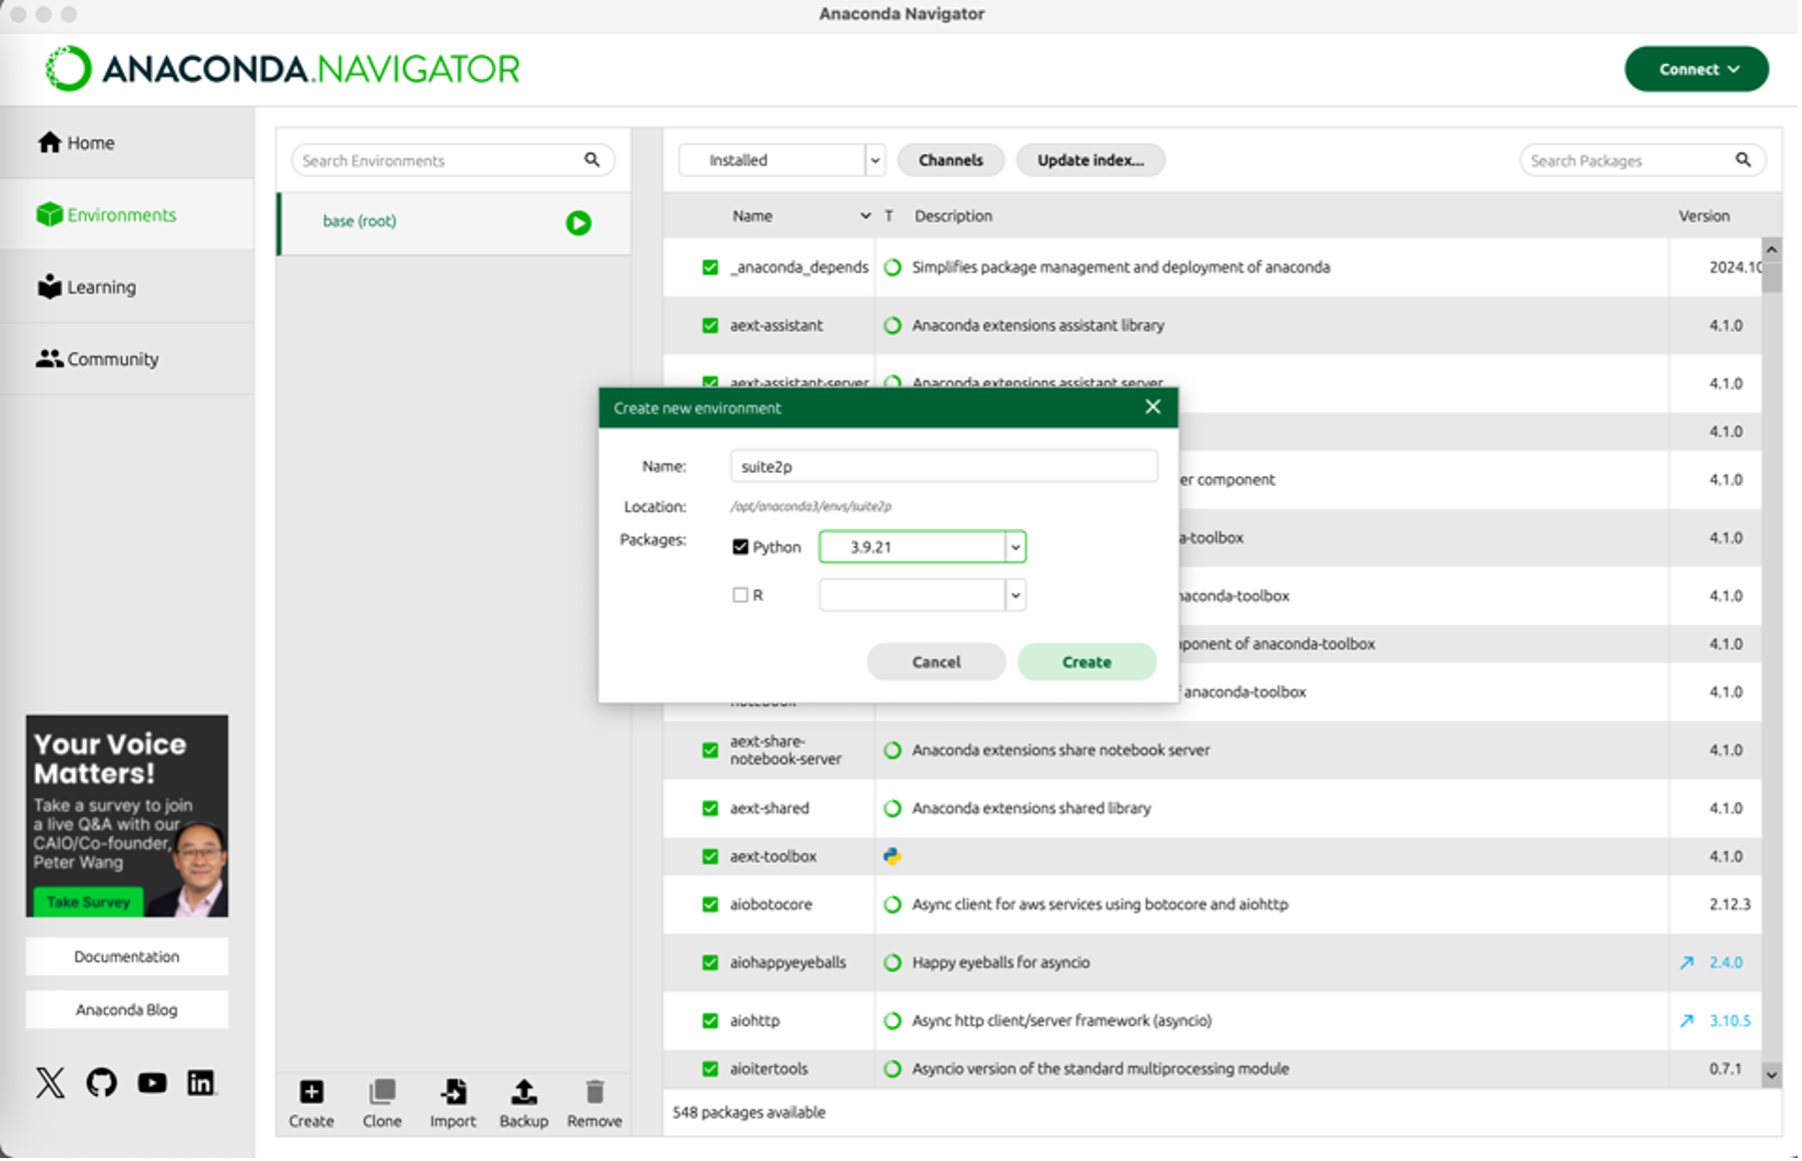 Anaconda Navigator
ANACONDA.NAVIGATOR
Connect
Home
Environments
Learning
Community
Your Voice
Matters!
Take a survey to join
a live Q&A with our
CAIO/Co-founder,
Peter Wang
Take Survey
Documentation
Anaconda Blog
Search Environments
base (root)
Create
Clone
Import
Backup
Remove
Installed
Channels
Update index...
Search Packages
Name T Description Version
_anaconda_depends Simplifies package management and deployment of anaconda 2024.10
aext-assistant Anaconda extensions assistant library 4.1.0
aext-assistant-server Anaconda extensions assistant server 4.1.0
4.1.0
er component 4.1.0
a-toolbox 4.1.0
naconda-toolbox 4.1.0
ponent of anaconda-toolbox 4.1.0
anaconda-toolbox 4.1.0
notebook
aext-share-
notebook-server Anaconda extensions share notebook server 4.1.0
aext-shared Anaconda extensions shared library 4.1.0
aext-toolbox 4.1.0
aiobotocore Async client for aws services using botocore and aiohttp 2.12.3
aiohappyeyeballs Happy eyeballs for asyncio 2.4.0
aiohttp Async http client/server framework (asyncio) 3.10.5
aioitertools Asyncio version of the standard multiprocessing module 0.7.1
548 packages available
Create new environment
Name: suite2p
Location: /opt/anaconda3/envs/suite2p
Packages: Python 3.9.21
R
Cancel Create